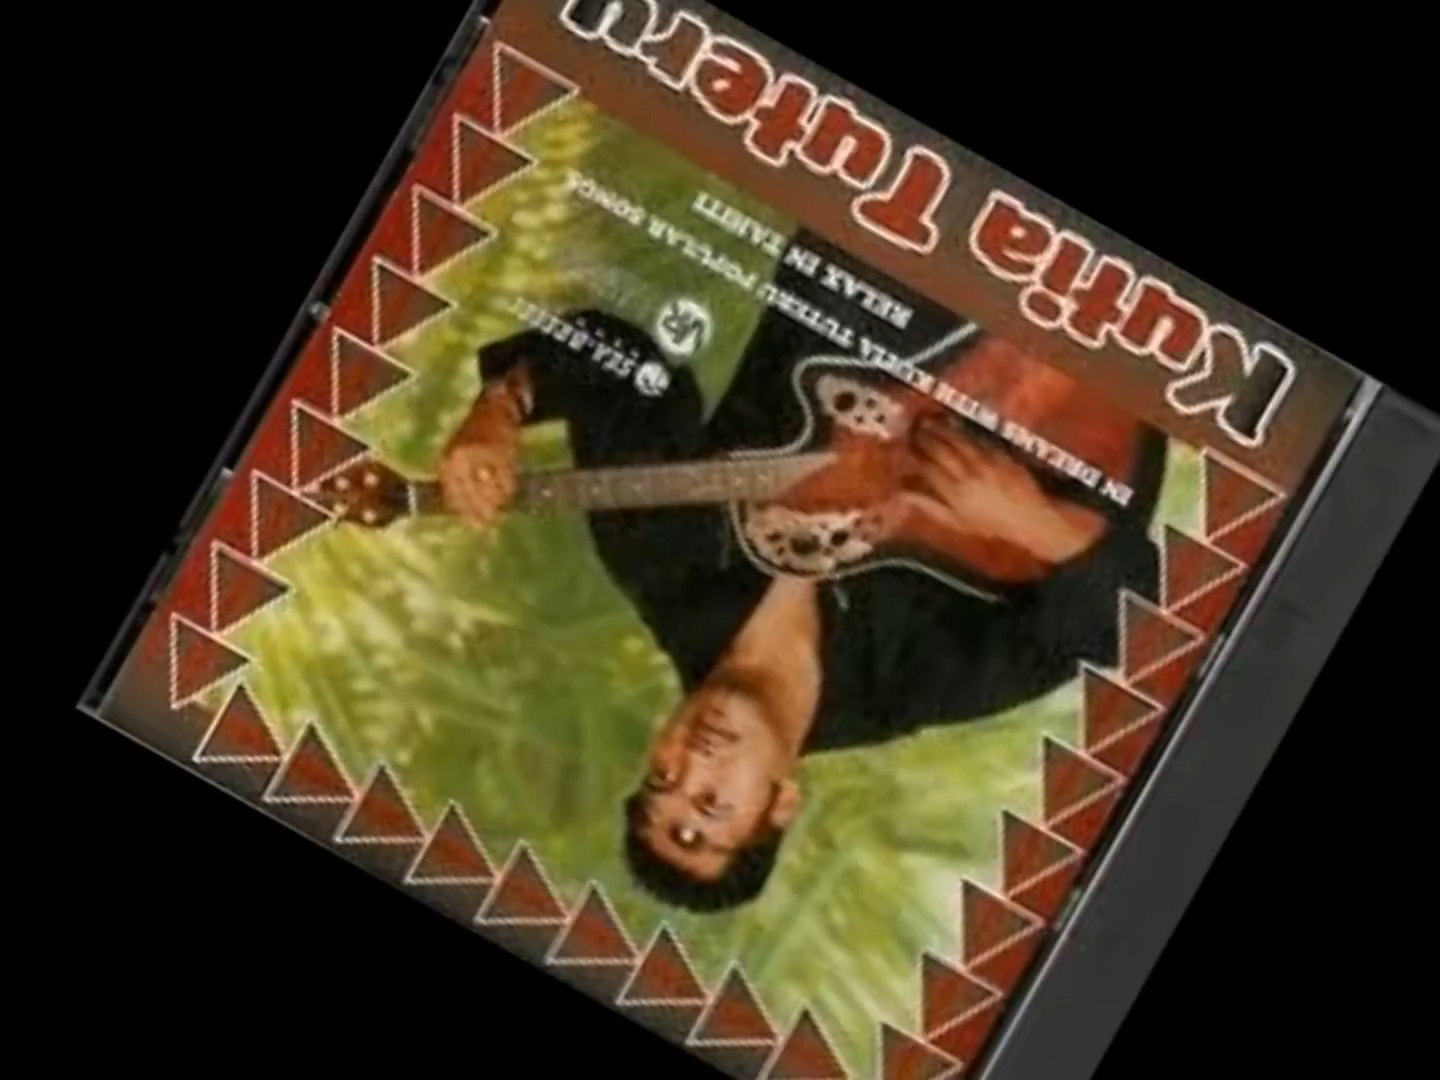 Kutia Tuteru
RELAX IN TAHITI
IN DREAMS WITH KUTIA TUTERU POPULAR SONGS